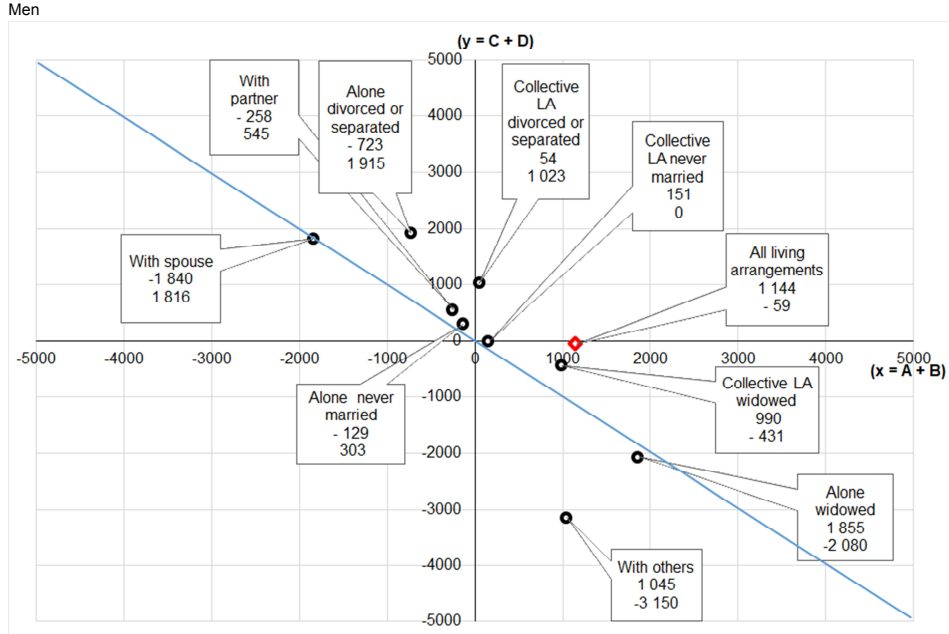 Men
(y = C + D)
5000
4000
3000
2000
1000
0
-1000
-2000
-3000
-4000
-5000
-5000
-4000
-3000
-2000
-1000
0
1000
2000
3000
4000
5000
(x = A + B)
With
partner
- 258
545
Alone
divorced or
separated
- 723
1 915
Collective
LA
divorced or
separated
54
1 023
Collective
LA never
married
151
0
With spouse
-1 840
1 816
All living
arrangements
1 144
- 59
Alone never
married
- 129
303
Collective LA
widowed
990
- 431
Alone
widowed
1 855
-2 080
With others
1 045
-3 150